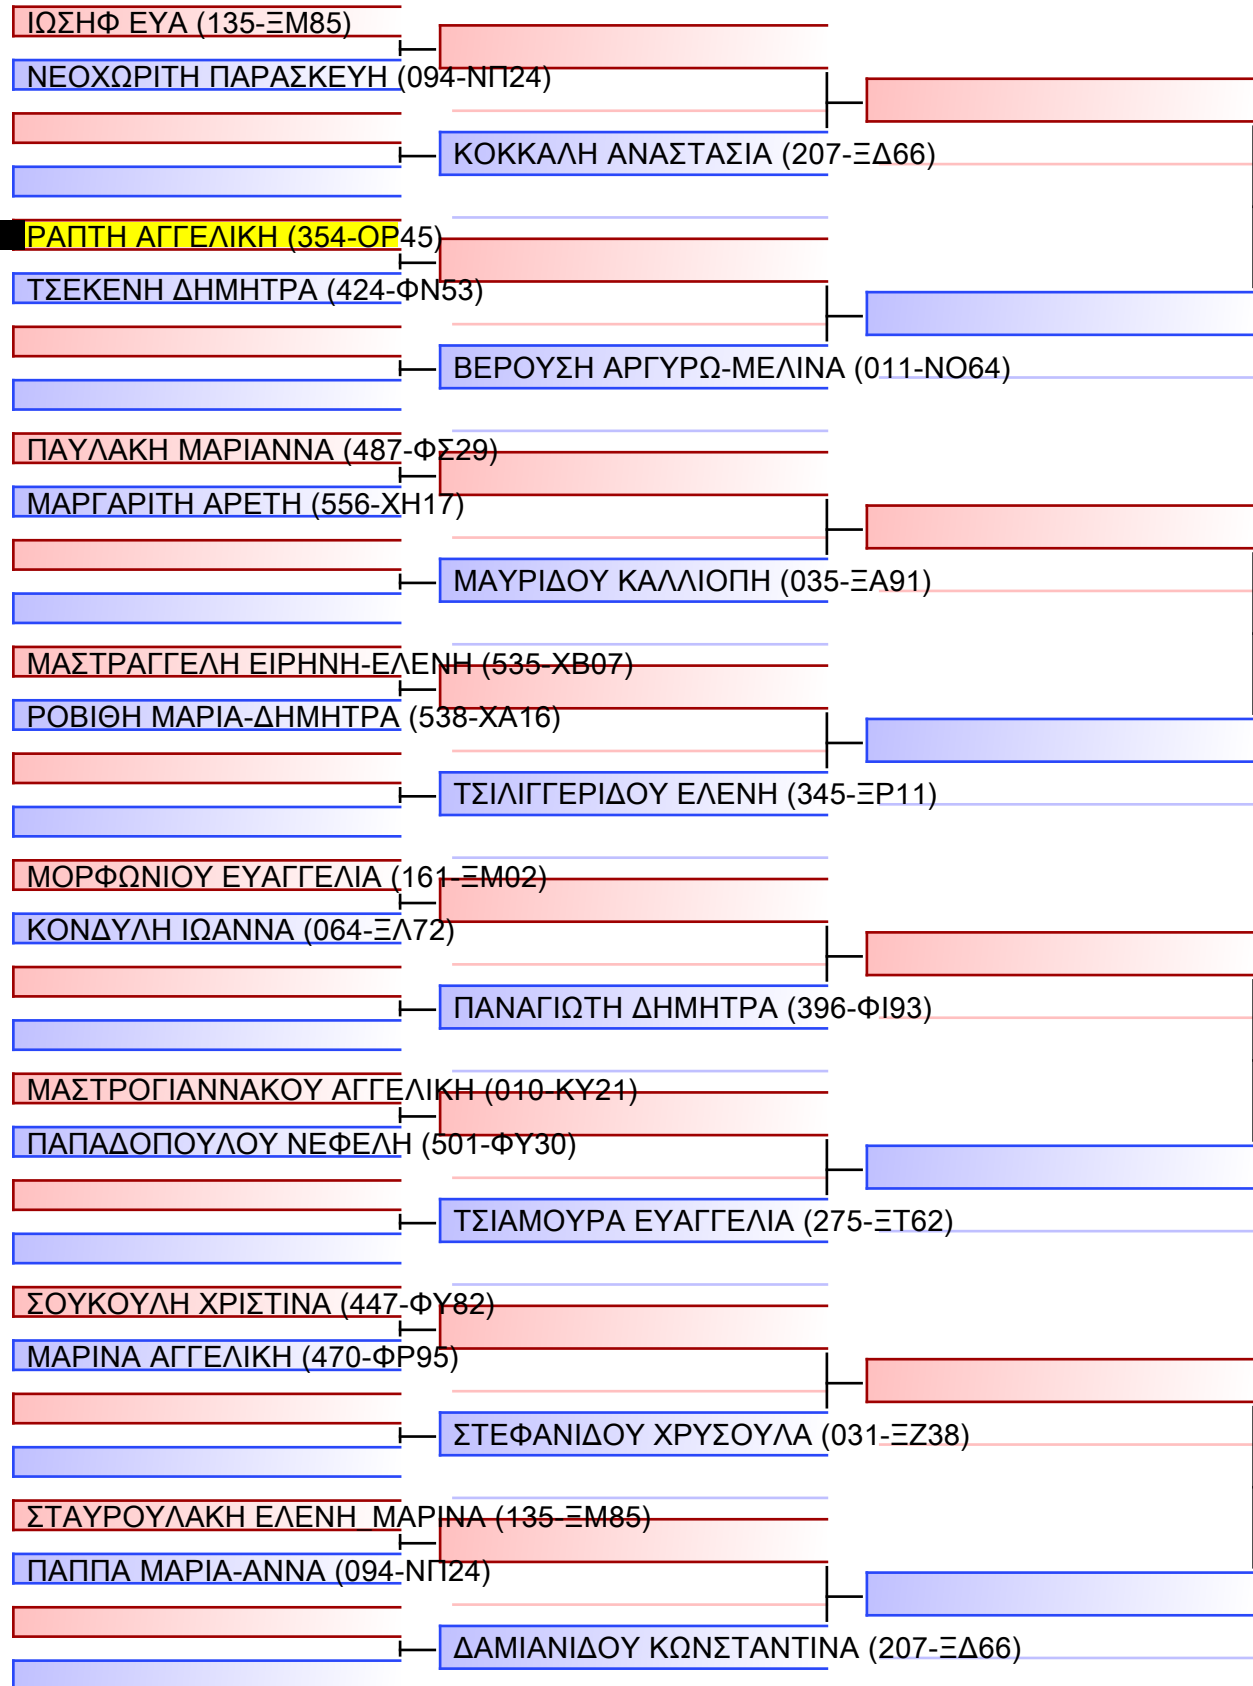 ΙΩΣΗΦ ΕΥΑ (135-ΞΜ85)
ΝΕΟΧΩΡΙΤΗ ΠΑΡΑΣΚΕΥΗ (094-ΝΠ24)
ΚΟΚΚΑΛΗ ΑΝΑΣΤΑΣΙΑ (207-ΞΔ66)
ΡΑΠΤΗ ΑΓΓΕΛΙΚΗ (354-ΟΡ45)
ΤΣΕΚΕΝΗ ΔΗΜΗΤΡΑ (424-ΦΝ53)
ΒΕΡΟΥΣΗ ΑΡΓΥΡΩ-ΜΕΛΙΝΑ (011-ΝΟ64)
ΠΑΥΛΑΚΗ ΜΑΡΙΑΝΝΑ (487-ΦΣ29)
ΜΑΡΓΑΡΙΤΗ ΑΡΕΤΗ (556-ΧΗ17)
ΜΑΥΡΙΔΟΥ ΚΑΛΛΙΟΠΗ (035-ΞΑ91)
ΜΑΣΤΡΑΓΓΕΛΗ ΕΙΡΗΝΗ-ΕΛΕΝΗ (535-ΧΒ07)
ΡΟΒΙΘΗ ΜΑΡΙΑ-ΔΗΜΗΤΡΑ (538-ΧΑ16)
ΤΣΙΛΙΓΓΕΡΙΔΟΥ ΕΛΕΝΗ (345-ΞΡ11)
ΜΟΡΦΩΝΙΟΥ ΕΥΑΓΓΕΛΙΑ (161-ΞΜ02)
ΚΟΝΔΥΛΗ ΙΩΑΝΝΑ (064-ΞΛ72)
ΠΑΝΑΓΙΩΤΗ ΔΗΜΗΤΡΑ (396-ΦΙ93)
ΜΑΣΤΡΟΓΙΑΝΝΑΚΟΥ ΑΓΓΕΛΙΚΗ (010-ΚΥ21)
ΠΑΠΑΔΟΠΟΥΛΟΥ ΝΕΦΕΛΗ (501-ΦΥ30)
ΤΣΙΑΜΟΥΡΑ ΕΥΑΓΓΕΛΙΑ (275-ΞΤ62)
ΣΟΥΚΟΥΛΗ ΧΡΙΣΤΙΝΑ (447-ΦΥ82)
ΜΑΡΙΝΑ ΑΓΓΕΛΙΚΗ (470-ΦΡ95)
ΣΤΕΦΑΝΙΔΟΥ ΧΡΥΣΟΥΛΑ (031-ΞΖ38)
ΣΤΑΥΡΟΥΛΑΚΗ ΕΛΕΝΗ_ΜΑΡΙΝΑ (135-ΞΜ85)
ΠΑΠΠΑ ΜΑΡΙΑ-ΑΝΝΑ (094-ΝΠ24)
ΔΑΜΙΑΝΙΔΟΥ ΚΩΝΣΤΑΝΤΙΝΑ (207-ΞΔ66)